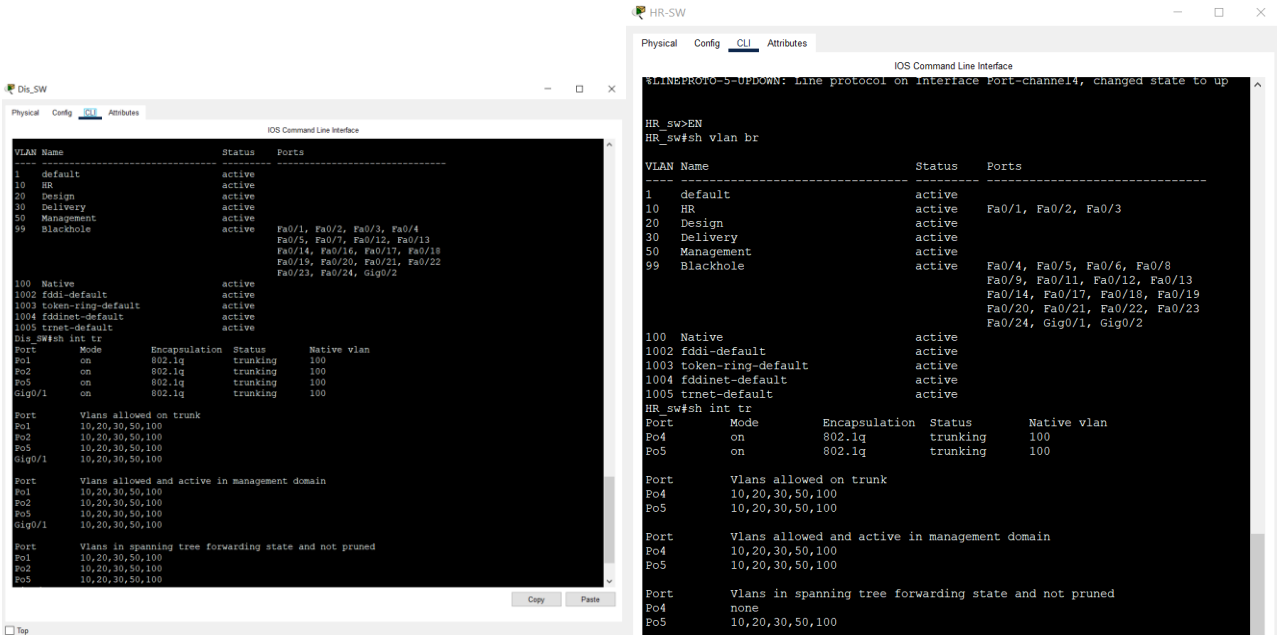 Dis_SW
Physical Config CLI Attributes
IOS Command Line Interface
VLAN Name Status Ports
---- -------------------------------- --------- -------------------------------
1 default active
10 HR active
20 Design active
30 Delivery active
50 Management active
99 Blackhole active Fa0/1, Fa0/2, Fa0/3, Fa0/4
Fa0/5, Fa0/7, Fa0/12, Fa0/13
Fa0/14, Fa0/16, Fa0/17, Fa0/18
Fa0/19, Fa0/20, Fa0/21, Fa0/22
Fa0/23, Fa0/24, Gig0/2
100 Native active
1002 fddi-default active
1003 token-ring-default active
1004 fddinet-default active
1005 trnet-default active
Dis_SW#sh int tr
Port Mode Encapsulation Status Native vlan
Po1 on 802.1q trunking 100
Po2 on 802.1q trunking 100
Po5 on 802.1q trunking 100
Gig0/1 on 802.1q trunking 100
Port Vlans allowed on trunk
Po1 10,20,30,50,100
Po2 10,20,30,50,100
Po5 10,20,30,50,100
Gig0/1 10,20,30,50,100
Port Vlans allowed and active in management domain
Po1 10,20,30,50,100
Po2 10,20,30,50,100
Po5 10,20,30,50,100
Gig0/1 10,20,30,50,100
Port Vlans in spanning tree forwarding state and not pruned
Po1 10,20,30,50,100
Po2 10,20,30,50,100
Po5 10,20,30,50,100
Copy Paste
Top
HR-SW
Physical Config CLI Attributes
IOS Command Line Interface
%LINEPROTO-5-UPDOWN: Line protocol on Interface Port-channel4, changed state to up
HR_sw>EN
HR_sw#sh vlan br
VLAN Name Status Ports
---- -------------------------------- --------- -------------------------------
1 default active
10 HR active Fa0/1, Fa0/2, Fa0/3
20 Design active
30 Delivery active
50 Management active
99 Blackhole active Fa0/4, Fa0/5, Fa0/6, Fa0/8
Fa0/9, Fa0/11, Fa0/12, Fa0/13
Fa0/14, Fa0/17, Fa0/18, Fa0/19
Fa0/20, Fa0/21, Fa0/22, Fa0/23
Fa0/24, Gig0/1, Gig0/2
100 Native active
1002 fddi-default active
1003 token-ring-default active
1004 fddinet-default active
1005 trnet-default active
HR_sw#sh int tr
Port Mode Encapsulation Status Native vlan
Po4 on 802.1q trunking 100
Po5 on 802.1q trunking 100
Port Vlans allowed on trunk
Po4 10,20,30,50,100
Po5 10,20,30,50,100
Port Vlans allowed and active in management domain
Po4 10,20,30,50,100
Po5 10,20,30,50,100
Port Vlans in spanning tree forwarding state and not pruned
Po4 none
Po5 10,20,30,50,100